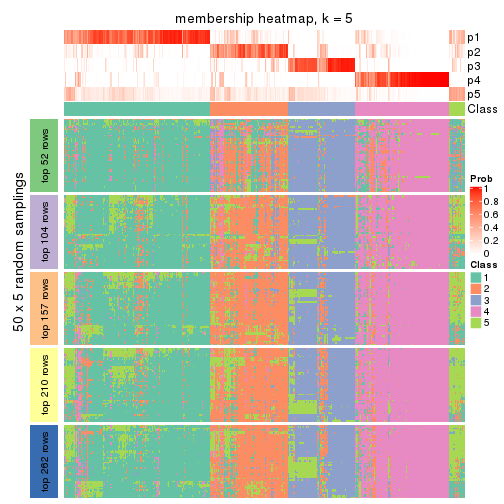 membership heatmap, k = 5
p1
p2
p3
p4
p5
Class
50 x 5 random samplings
top 52 rows
top 104 rows
top 157 rows
top 210 rows
top 262 rows
Prob
1
0.8
0.6
0.4
0.2
0
Class
1
2
3
4
5